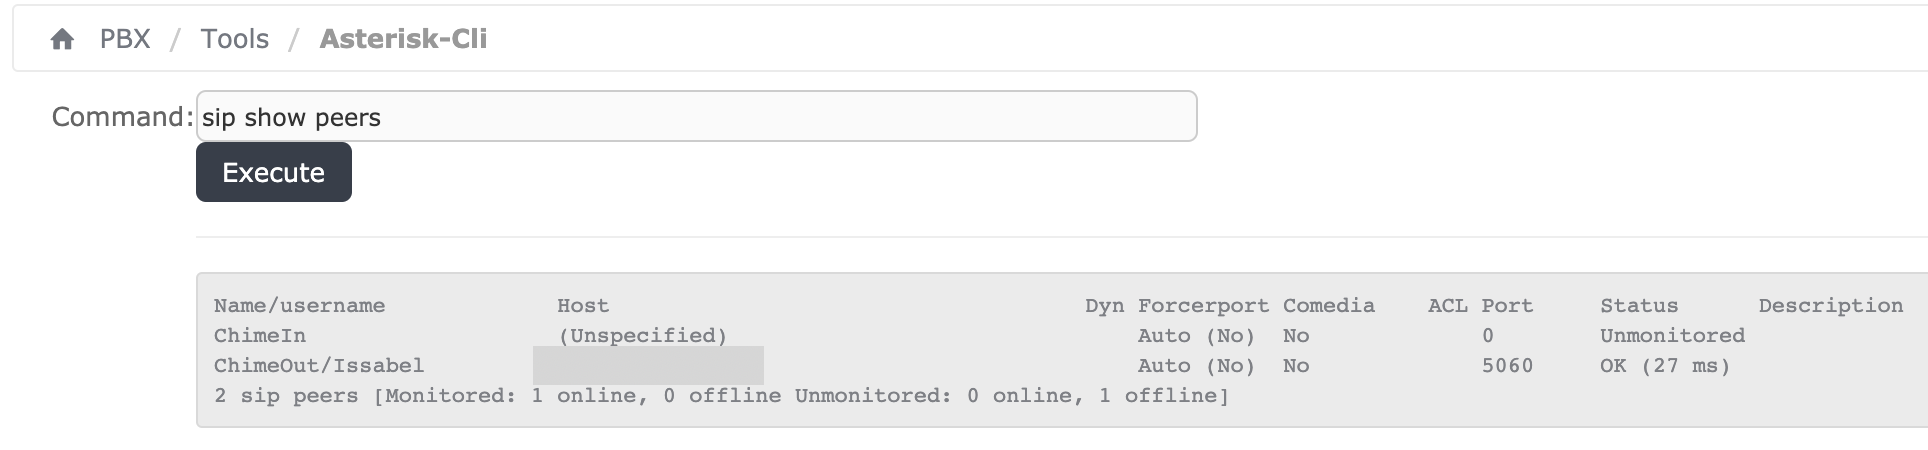 PBX / Tools / Asterisk-Cli
Command: sip show peers
Execute
Name/username Host Dyn Forcerport Comedia ACL Port Status Description
ChimeIn (Unspecified) Auto (No) No 0 Unmonitored
ChimeOut/Issabel Auto (No) No 5060 OK (27 ms)
2 sip peers [Monitored: 1 online, 0 offline Unmonitored: 0 online, 1 offline]